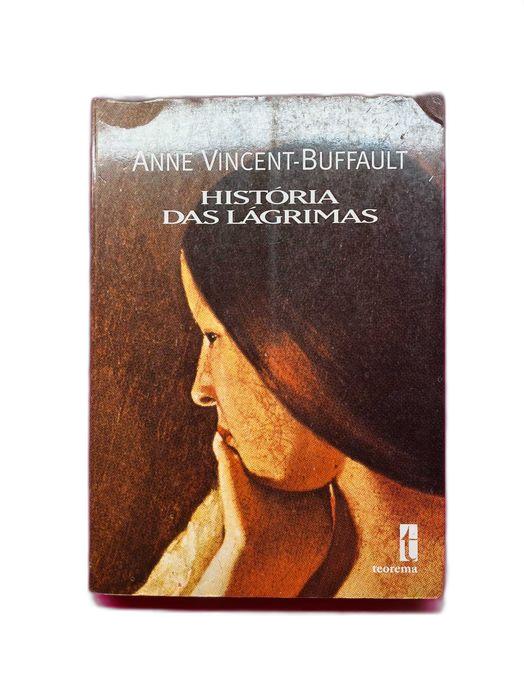 ANNE VINCENT-BUFFAULT
HISTÓRIA
DAS LÁGRIMAS
t
teorema